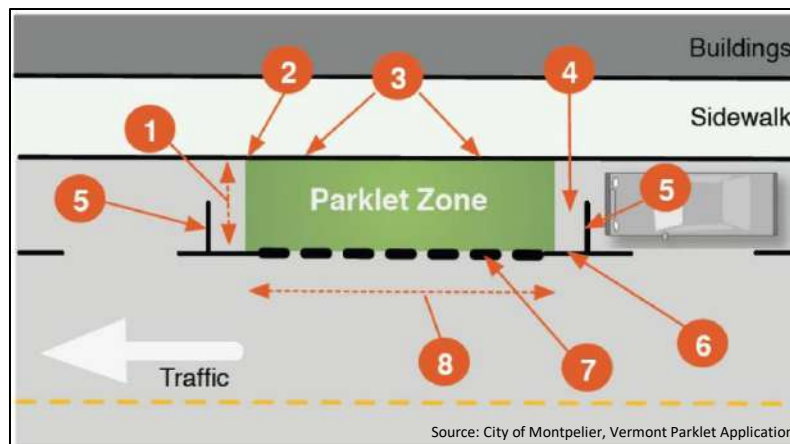 Buildings
2
3
4
Sidewalk
1
5
Parklet Zone
5
8
7
6
Traffic
Source: City of Montpelier, Vermont Parklet Application